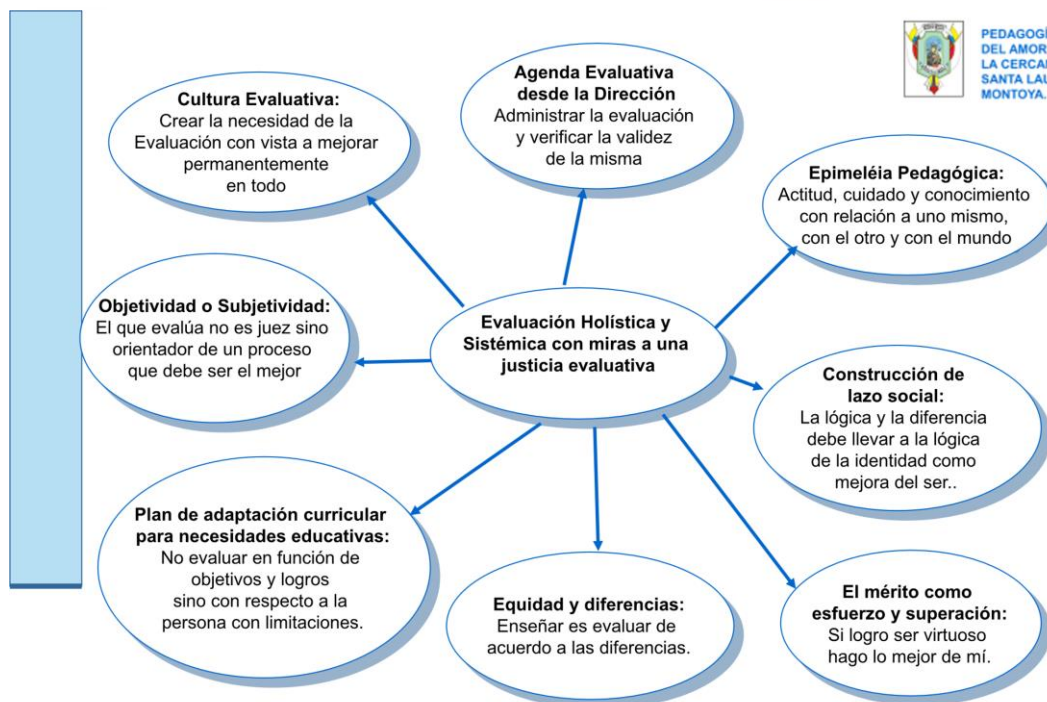 PEDAGOGÍ
DEL AMOR
LA CERCAN
SANTA LAU
MONTOYA.
Cultura Evaluativa:
Crear la necesidad de la
Evaluación con vista a mejorar
permanentemente
en todo
Agenda Evaluativa
desde la Dirección
Administrar la evaluación
y verificar la validez
de la misma
Epimeléia Pedagógica:
Actitud, cuidado y conocimiento
con relación a uno mismo,
con el otro y con el mundo
Objetividad o Subjetividad:
El que evalúa no es juez sino
orientador de un proceso
que debe ser el mejor
Evaluación Holística y
Sistémica con miras a una
justicia evaluativa
Construcción de
lazo social:
La lógica y la diferencia
debe llevar a la lógica
de la identidad como
mejora del ser..
Plan de adaptación curricular
para necesidades educativas:
No evaluar en función de
objetivos y logros
sino con respecto a la
persona con limitaciones.
Equidad y diferencias:
Enseñar es evaluar de
acuerdo a las diferencias.
El mérito como
esfuerzo y superación:
Si logro ser virtuoso
hago lo mejor de mí.